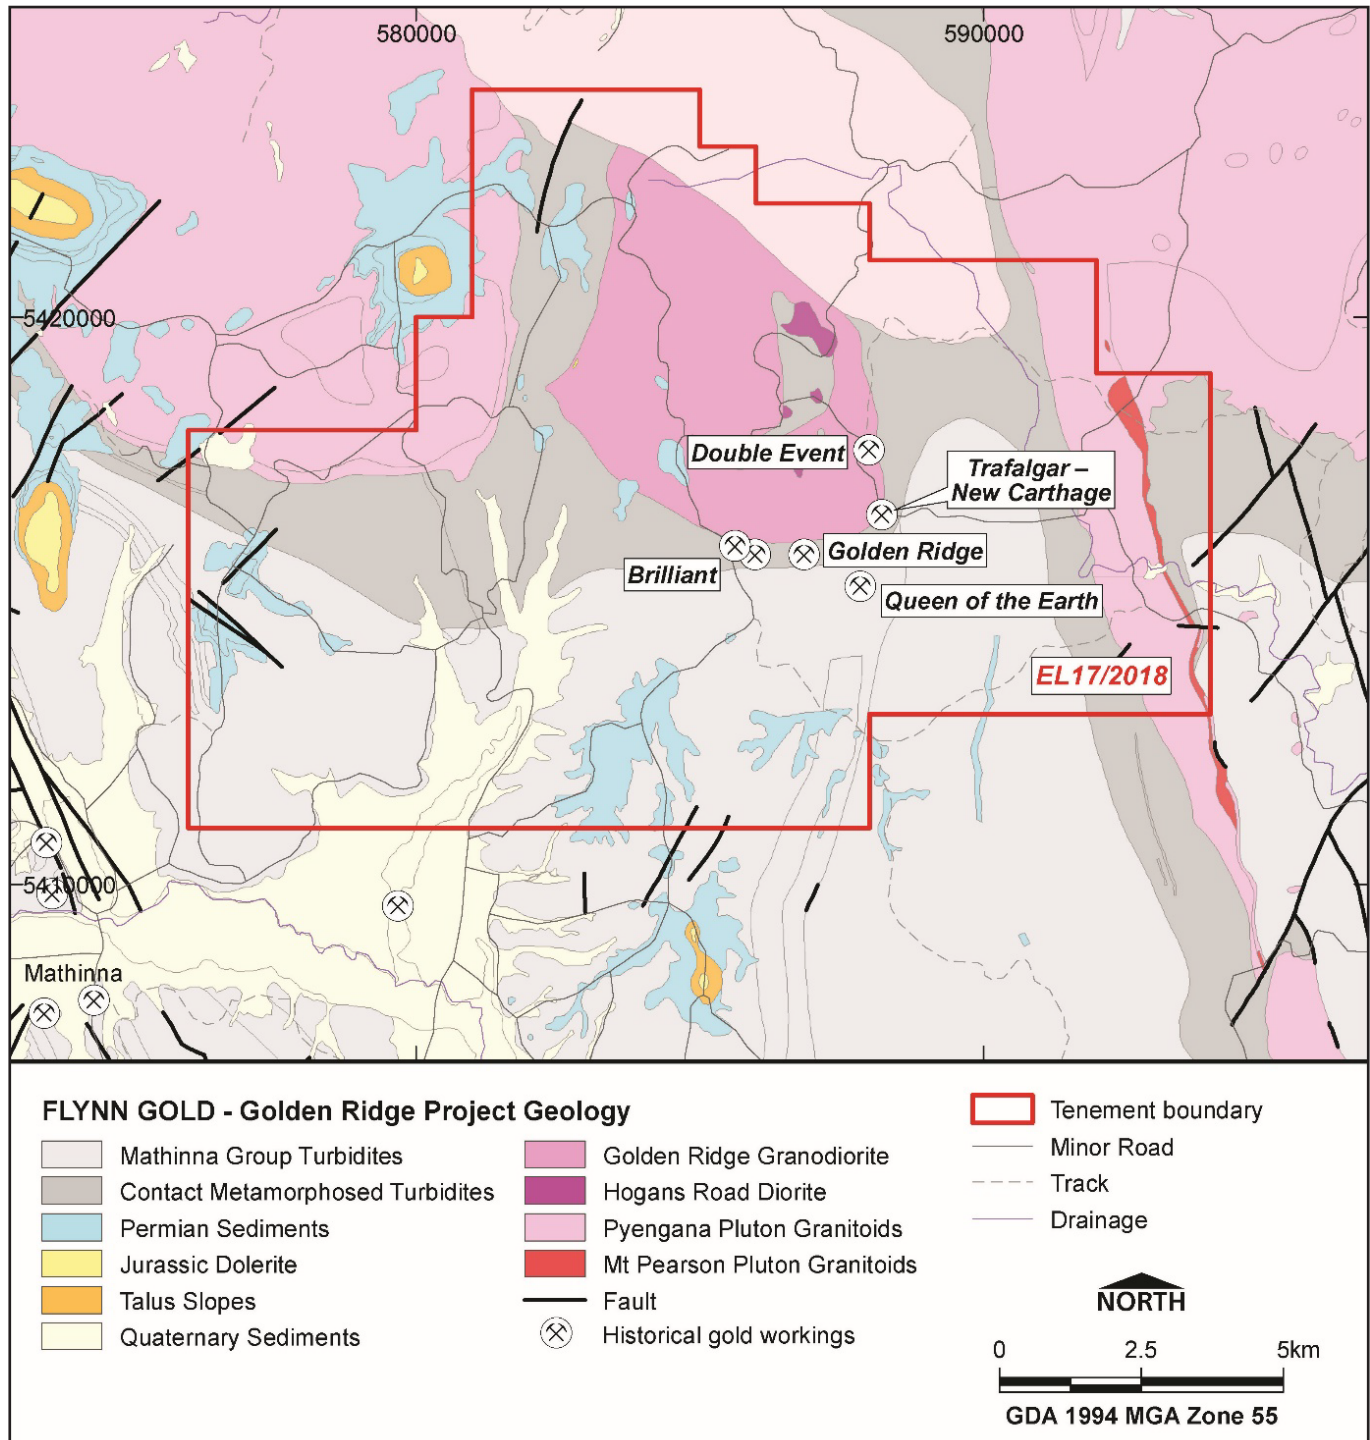 580000
590000
5420000
Double Event
Trafalgar –
New Carthage
Golden Ridge
Brilliant
Queen of the Earth
EL17/2018
5410000
Mathinna
FLYNN GOLD - Golden Ridge Project Geology
Mathinna Group Turbidites
Contact Metamorphosed Turbidites
Permian Sediments
Jurassic Dolerite
Talus Slopes
Quaternary Sediments
Golden Ridge Granodiorite
Hogans Road Diorite
Pyengana Pluton Granitoids
Mt Pearson Pluton Granitoids
Fault
Historical gold workings
Tenement boundary
Minor Road
Track
Drainage
NORTH
0 2.5 5km
GDA 1994 MGA Zone 55